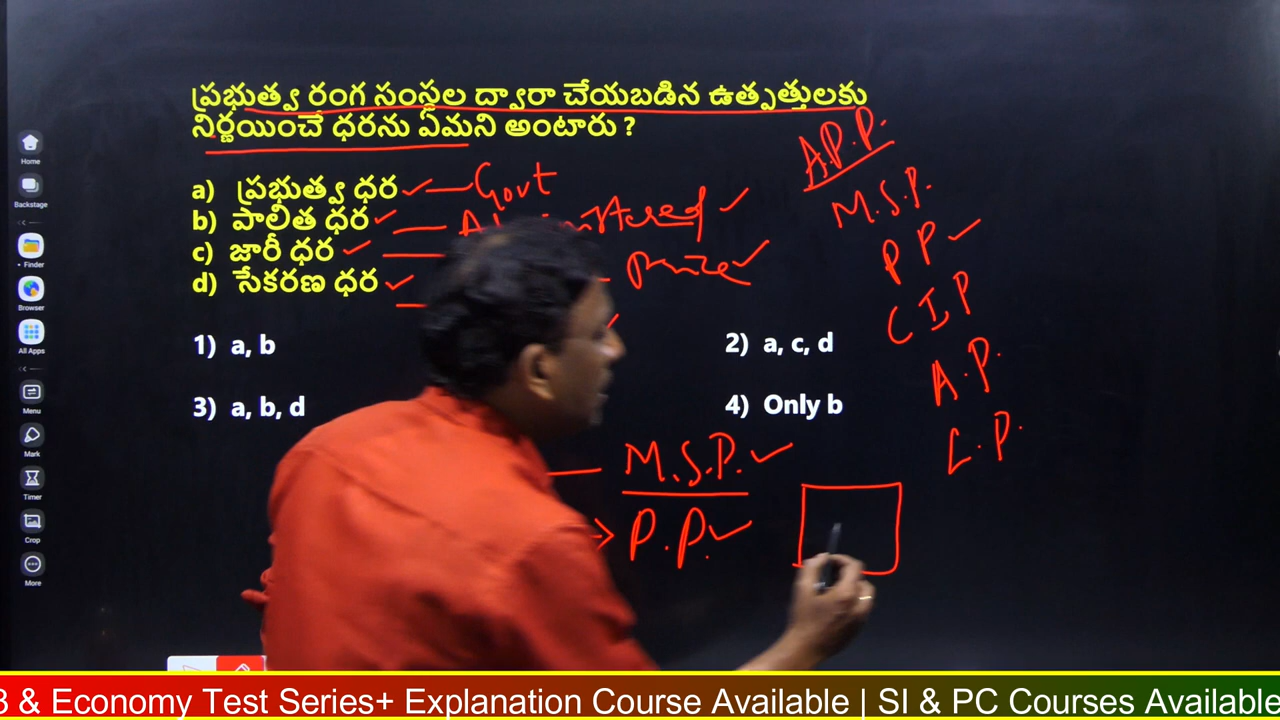 ప్రభుత్వ రంగ సంస్థల ద్వారా చేయబడిన ఉత్పత్తులకు
నిర్ణయించే ధరను ఏమని అంటారు ?
a) ప్రభుత్వ ధర Govt
b) పాలిత ధర
c) జారీ ధర
d) సేకరణ ధర
1) a, b
2) a, c, d
3) a, b, d
4) Only b
M.S.P.
P.P.
A.P.P.
M.S.P.
P P
C I P
A.P.
L.P.
Home
Backstage
Finder
Browser
All Apps
Menu
Mark
Timer
Crop
More
& Economy Test Series+ Explanation Course Available | SI & PC Courses Available